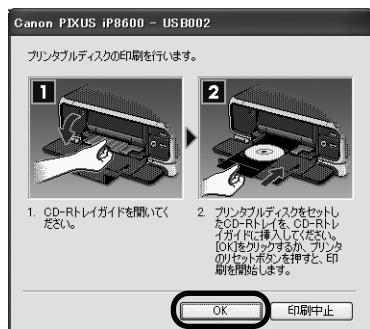 Canon PIXUS iP8600 - USB002
プリンタブルディスクの印刷を行います。
1
2
1. CD-Rトレイガイドを開いてく
ださい。
2. プリンタブルディスクをセットし
たCD-Rトレイを、CD-Rトレ
イガイドに挿入してください。
[OK]をクリックするか、プリンタ
のリセットボタンを押すと、印
刷を開始します。
OK
印刷中止